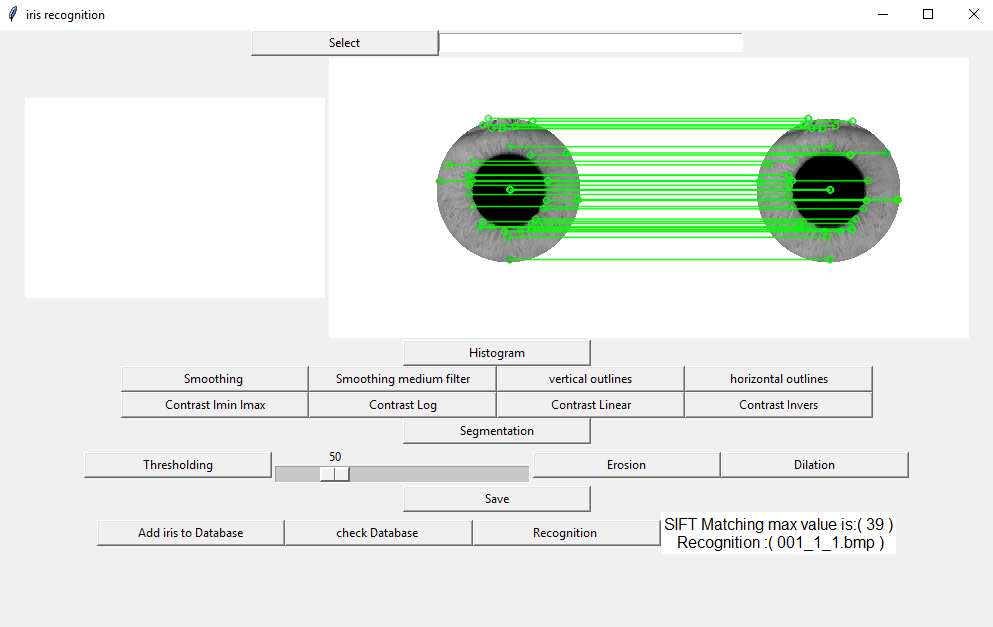 iris recognition
Select
Histogram
Smoothing
Smoothing medium filter
vertical outlines
horizontal outlines
Contrast Imin Imax
Contrast Log
Contrast Linear
Contrast Invers
Segmentation
Thresholding
50
Erosion
Dilation
Save
Add iris to Database
check Database
Recognition
SIFT Matching max value is:( 39 )
Recognition :( 001_1_1.bmp )